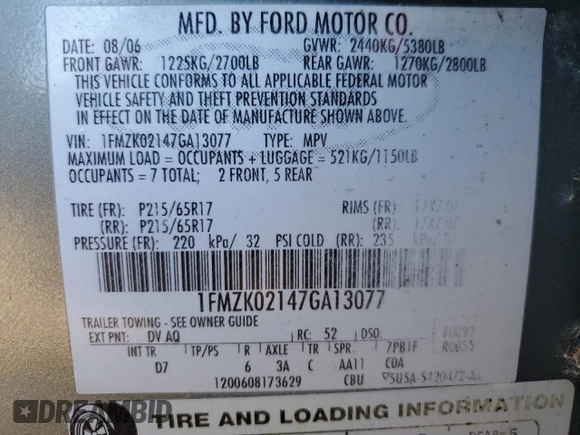 MFD. BY FORD MOTOR CO.
DATE: 08/06 GVWR: 2440KG/5380LB
FRONT GAWR: 1225KG/2700LB REAR GAWR: 1270KG/2800LB
THIS VEHICLE CONFORMS TO ALL APPLICABLE FEDERAL MOTOR
VEHICLE SAFETY AND THEFT PREVENTION STANDARDS
IN EFFECT ON THE DATE OF MANUFACTURE SHOWN ABOVE.
VIN: 1FMZK02147GA13077 TYPE: MPV
MAXIMUM LOAD = OCCUPANTS + LUGGAGE = 521KG/1150LB
OCCUPANTS = 7 TOTAL; 2 FRONT, 5 REAR
TIRE (FR): P215/65R17 RIMS (FR):
(RR): P215/65R17 (RR):
PRESSURE (FR): 220 kPa/ 32 PSI COLD (RR): 235 kPa/
1FMZK02147GA13077
TRAILER TOWING - SEE OWNER GUIDE
EXT PNT: DV AQ RC: 52 DSO:
INT TR TP/PS R AXLE TR SPR
D7 6 3A C AA11
1200608173629 CBU
DREAMBID
TIRE AND LOADING INFORMATION